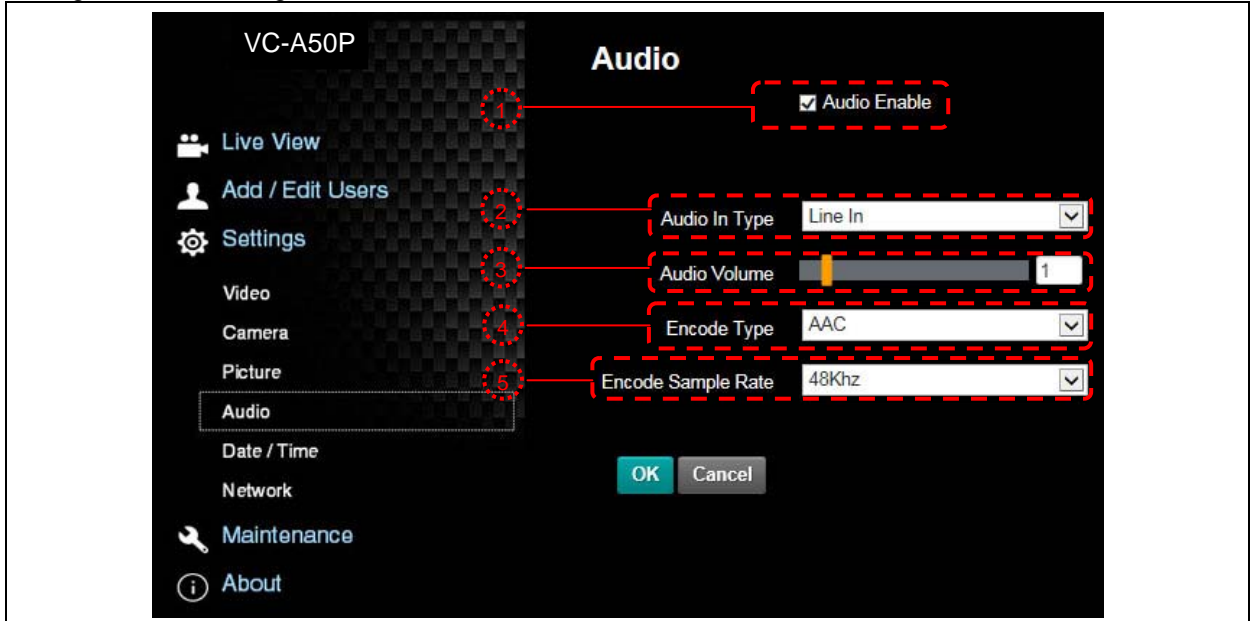 VC-A50P
Audio
1
Audio Enable
Live View
Add / Edit Users
2
Audio In Type
Line In
Settings
3
Audio Volume
1
Video
4
Encode Type
AAC
Camera
Picture
5
Encode Sample Rate
48Khz
Audio
Date / Time
OK
Cancel
Network
Maintenance
About